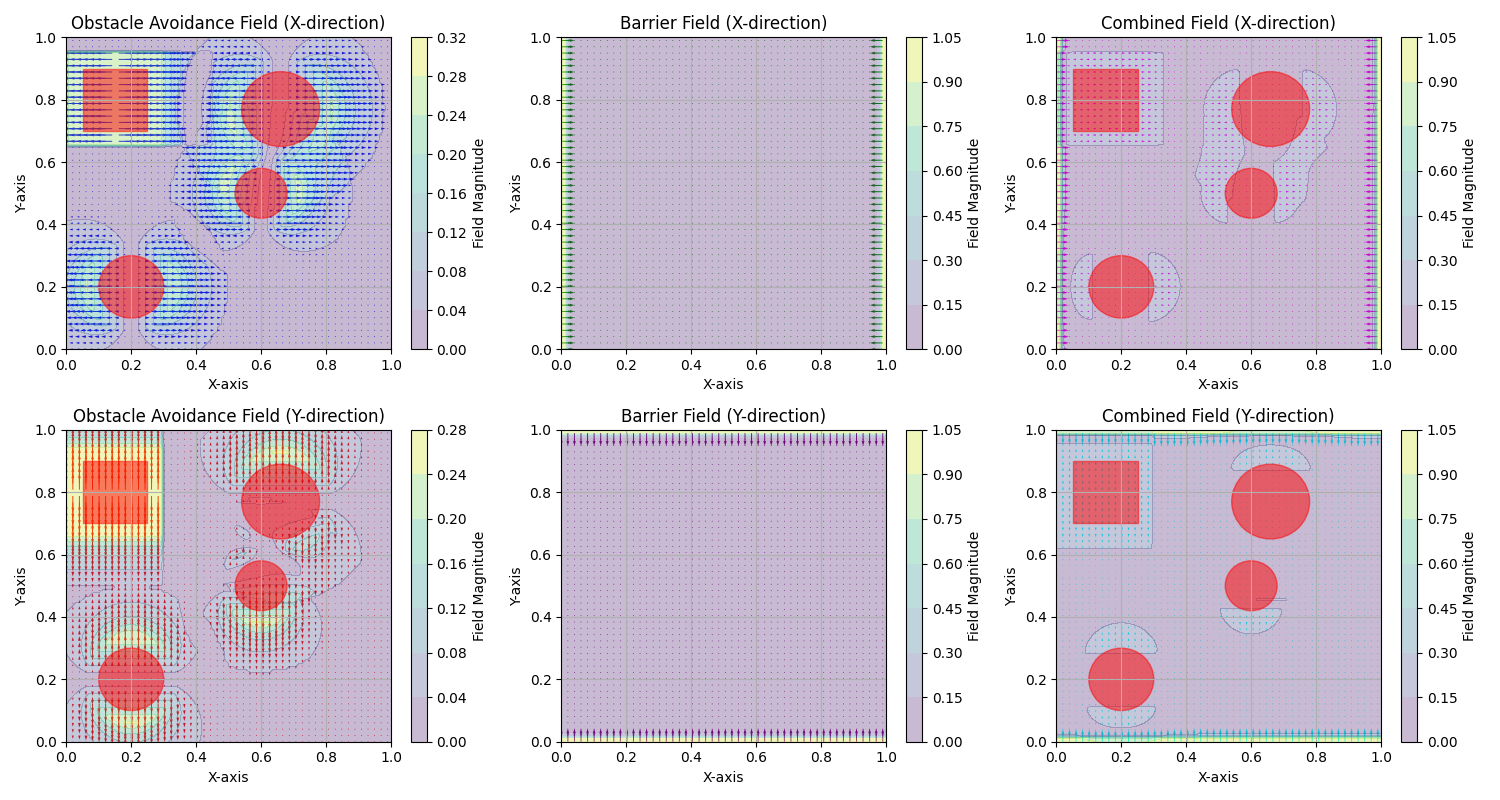 Obstacle Avoidance Field (X-direction)
1.0
0.8
0.6
0.4
0.2
0.0
Y-axis
0.0 0.2 0.4 0.6 0.8 1.0
X-axis
0.32
0.28
0.24
0.20
0.16
0.12
0.08
0.04
0.00
Field Magnitude
Barrier Field (X-direction)
1.0
0.8
0.6
0.4
0.2
0.0
Y-axis
0.0 0.2 0.4 0.6 0.8 1.0
X-axis
1.05
0.90
0.75
0.60
0.45
0.30
0.15
0.00
Field Magnitude
Combined Field (X-direction)
1.0
0.8
0.6
0.4
0.2
0.0
Y-axis
0.0 0.2 0.4 0.6 0.8 1.0
X-axis
1.05
0.90
0.75
0.60
0.45
0.30
0.15
0.00
Field Magnitude
Obstacle Avoidance Field (Y-direction)
1.0
0.8
0.6
0.4
0.2
0.0
Y-axis
0.0 0.2 0.4 0.6 0.8 1.0
X-axis
0.28
0.24
0.20
0.16
0.12
0.08
0.04
0.00
Field Magnitude
Barrier Field (Y-direction)
1.0
0.8
0.6
0.4
0.2
0.0
Y-axis
0.0 0.2 0.4 0.6 0.8 1.0
X-axis
1.05
0.90
0.75
0.60
0.45
0.30
0.15
0.00
Field Magnitude
Combined Field (Y-direction)
1.0
0.8
0.6
0.4
0.2
0.0
Y-axis
0.0 0.2 0.4 0.6 0.8 1.0
X-axis
1.05
0.90
0.75
0.60
0.45
0.30
0.15
0.00
Field Magnitude